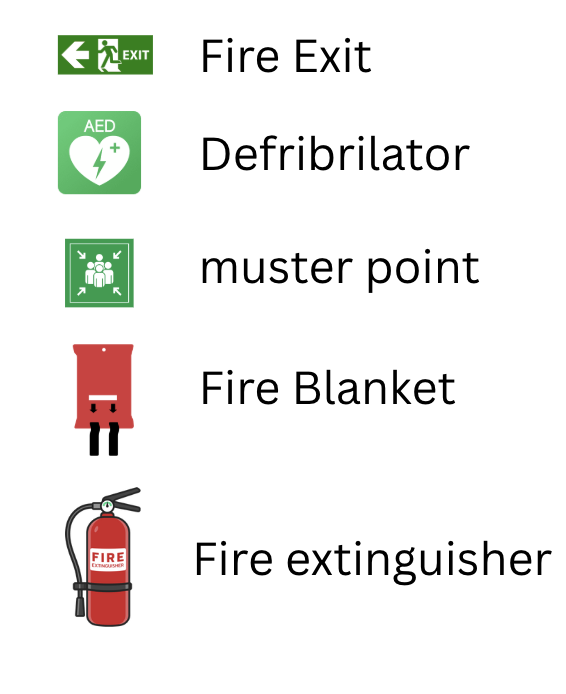 EXIT Fire Exit
AED
Defribrilator
muster point
Fire Blanket
FIRE
EXTINGUISHER
Fire extinguisher